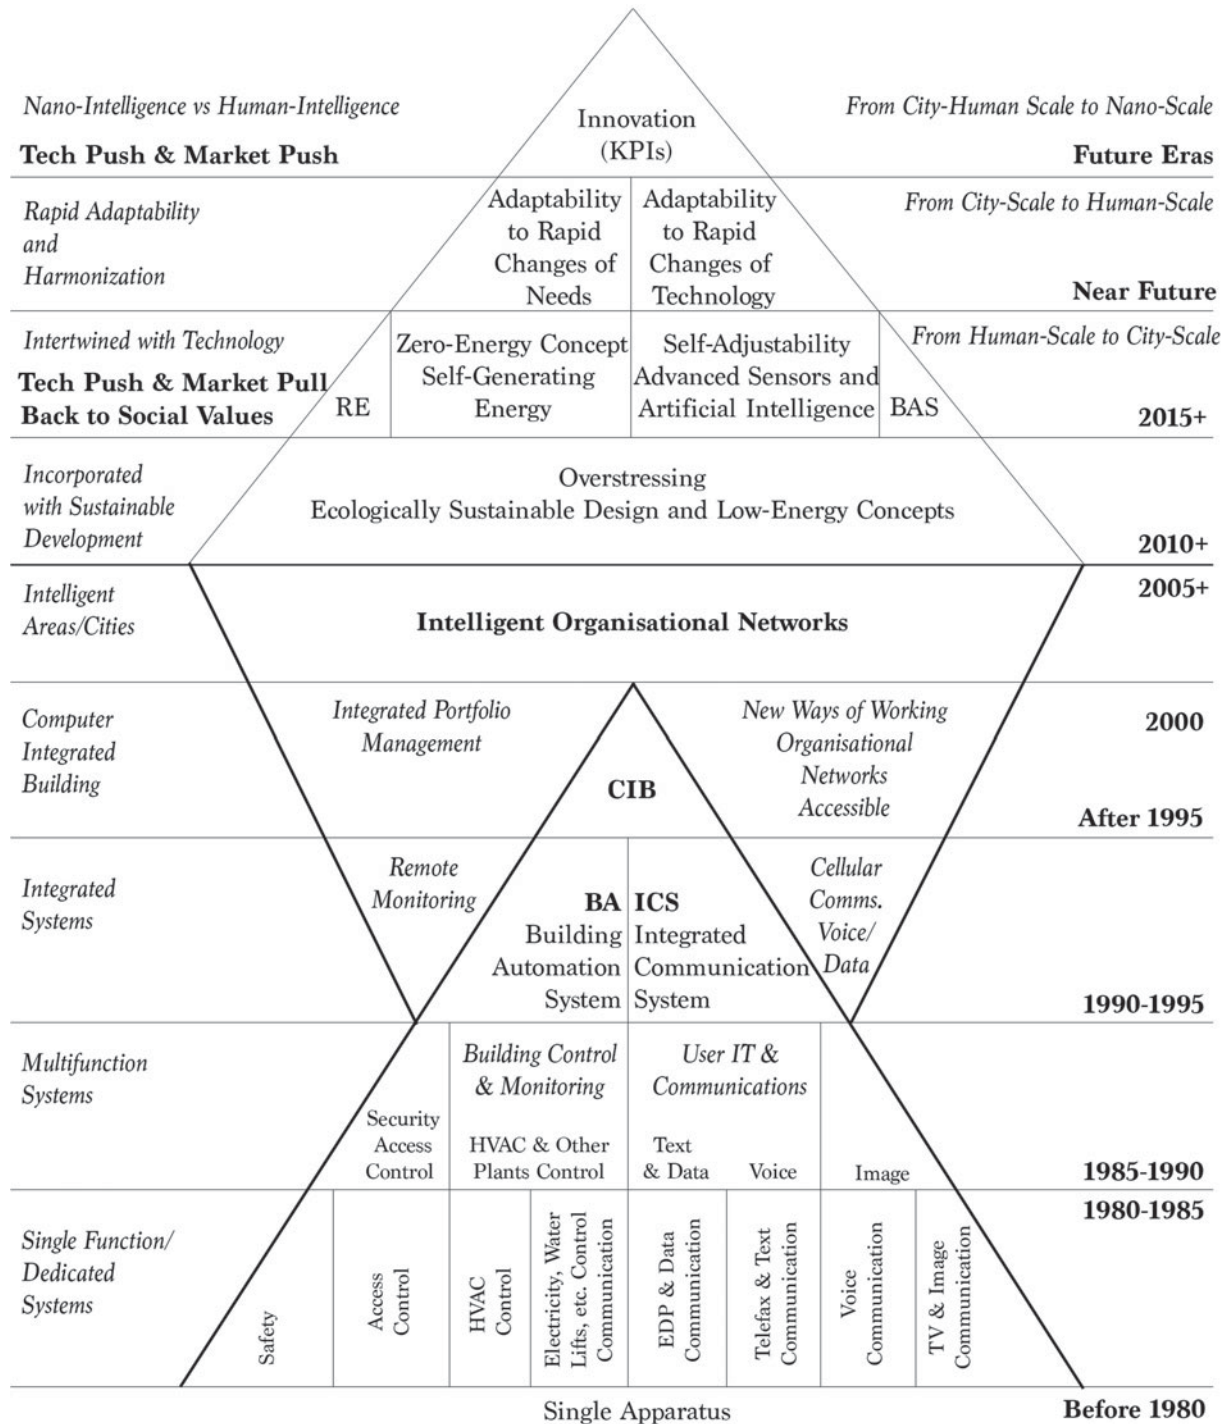 Nano-Intelligence vs Human-Intelligence
Tech Push & Market Push
Innovation
(KPIs)
From City-Human Scale to Nano-Scale
Future Eras
Rapid Adaptability
and
Harmonization
Adaptability
to Rapid
Changes of
Needs
Adaptability
to Rapid
Changes of
Technology
From City-Scale to Human-Scale
Near Future
Intertwined with Technology
Tech Push & Market Pull
Back to Social Values
RE
Zero-Energy Concept
Self-Generating
Energy
Self-Adjustability
Advanced Sensors and
Artificial Intelligence
BAS
From Human-Scale to City-Scale
2015+
Incorporated
with Sustainable
Development
Overstressing
Ecologically Sustainable Design and Low-Energy Concepts
2010+
Intelligent
Areas/Cities
Intelligent Organisational Networks
2005+
Computer
Integrated
Building
Integrated Portfolio
Management
CIB
New Ways of Working
Organisational
Networks
Accessible
2000
After 1995
Integrated
Systems
Remote
Monitoring
BA
Building
Automation
System
ICS
Integrated
Communication
System
Cellular
Comms.
Voice/
Data
1990-1995
Multifunction
Systems
Security
Access
Control
Building Control
& Monitoring
HVAC & Other
Plants Control
User IT &
Communications
Text
& Data
Voice
Image
1985-1990
1980-1985
Single Function/
Dedicated
Systems
Safety
Access
Control
HVAC
Control
Electricity, Water
Lifts, etc. Control
Communication
EDP & Data
Communication
Telefax & Text
Communication
Voice
Communication
TV & Image
Communication
Single Apparatus
Before 1980